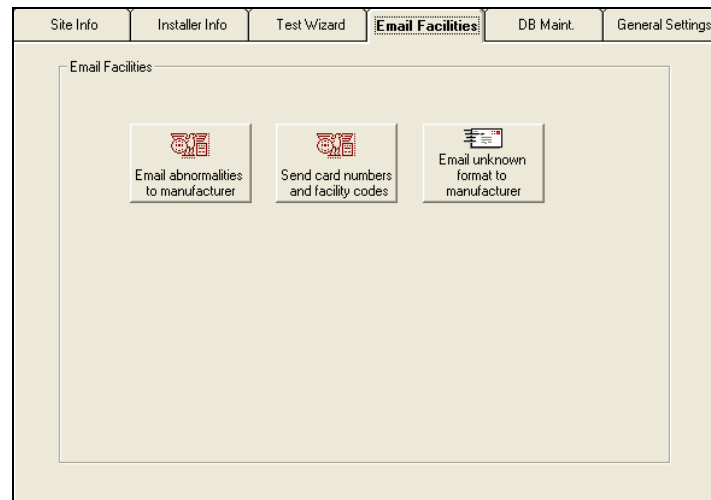 Site Info
Installer Info
Test Wizard
Email Facilities
DB Maint.
General Settings
Email Facilities
Email abnormalities
to manufacturer
Send card numbers
and facility codes
Email unknown
format to
manufacturer